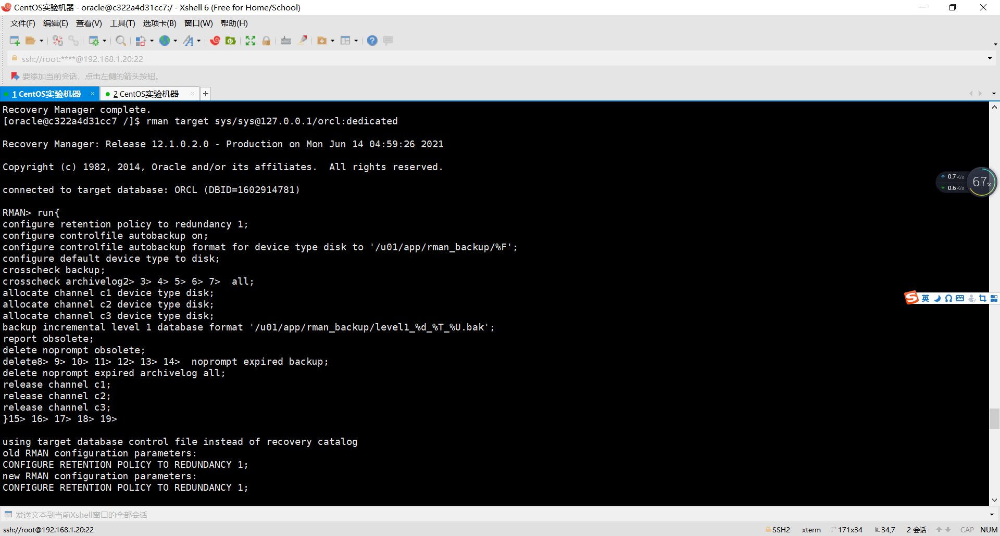 CentOS实验机器 - oracle@c322a4d31cc7:/ - Xshell 6 (Free for Home/School)
文件(F) 编辑(E) 查看(V) 工具(T) 选项卡(B) 窗口(W) 帮助(H)
ssh://root:****@192.168.1.20:22
要添加当前会话，点击左侧的箭头按钮。
1 CentOS实验机器 × 2 CentOS实验机器 × +
Recovery Manager complete.
[oracle@c322a4d31cc7 /]$ rman target sys/sys@127.0.0.1/orcl:dedicated
Recovery Manager: Release 12.1.0.2.0 - Production on Mon Jun 14 04:59:26 2021
Copyright (c) 1982, 2014, Oracle and/or its affiliates.  All rights reserved.
connected to target database: ORCL (DBID=1602914781)
RMAN> run{
configure retention policy to redundancy 1;
configure controlfile autobackup on;
configure controlfile autobackup format for device type disk to '/u01/app/rman_backup/%F';
configure default device type to disk;
crosscheck backup;
crosscheck archivelog2> 3> 4> 5> 6> 7>  all;
allocate channel c1 device type disk;
allocate channel c2 device type disk;
allocate channel c3 device type disk;
backup incremental level 1 database format '/u01/app/rman_backup/level1_%d_%T_%U.bak';
report obsolete;
delete noprompt obsolete;
delete8> 9> 10> 11> 12> 13> 14>  noprompt expired backup;
delete noprompt expired archivelog all;
release channel c1;
release channel c2;
release channel c3;
}15> 16> 17> 18> 19>
using target database control file instead of recovery catalog
old RMAN configuration parameters:
CONFIGURE RETENTION POLICY TO REDUNDANCY 1;
new RMAN configuration parameters:
CONFIGURE RETENTION POLICY TO REDUNDANCY 1;
0.7K/s
0.6K/s
67%
英
发送文本到当前Xshell窗口的全部会话
ssh://root@192.168.1.20:22 SSH2 xterm 171x34 34,7 2 会话 CAP NUM